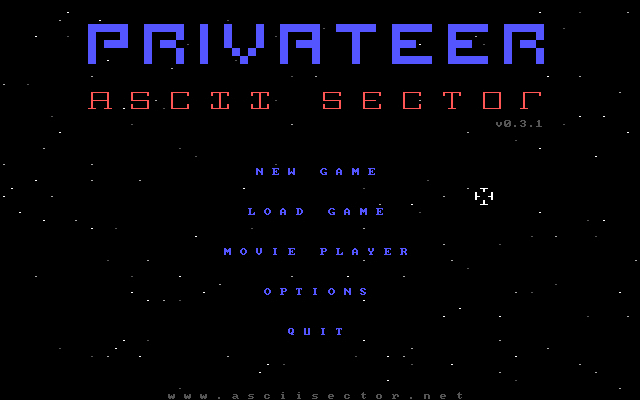 PRIVATEER
ASCII SECTOR
v0.3.1
NEW GAME
LOAD GAME
MOVIE PLAYER
OPTIONS
QUIT
www.asciisector.net